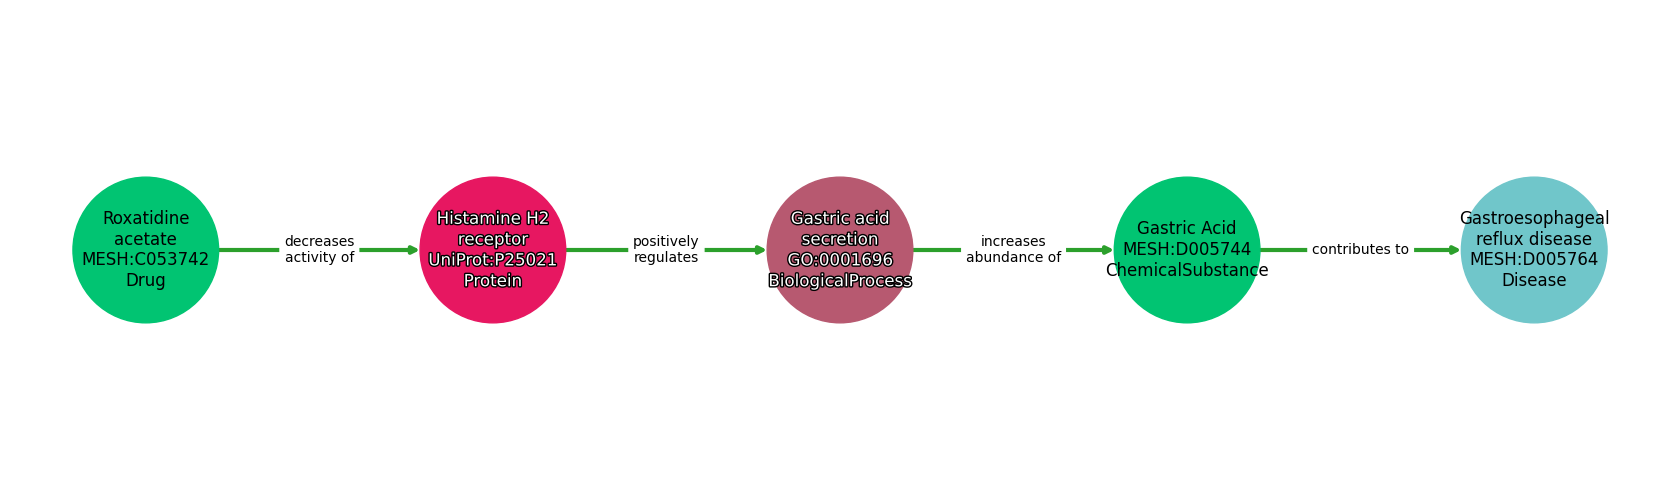 Roxatidine
acetate
MESH:C053742
Drug
decreases
activity of
Histamine H2
receptor
UniProt:P25021
Protein
positively
regulates
Gastric acid
secretion
GO:0001696
BiologicalProcess
increases
abundance of
Gastric Acid
MESH:D005744
ChemicalSubstance
contributes to
Gastroesophageal
reflux disease
MESH:D005764
Disease